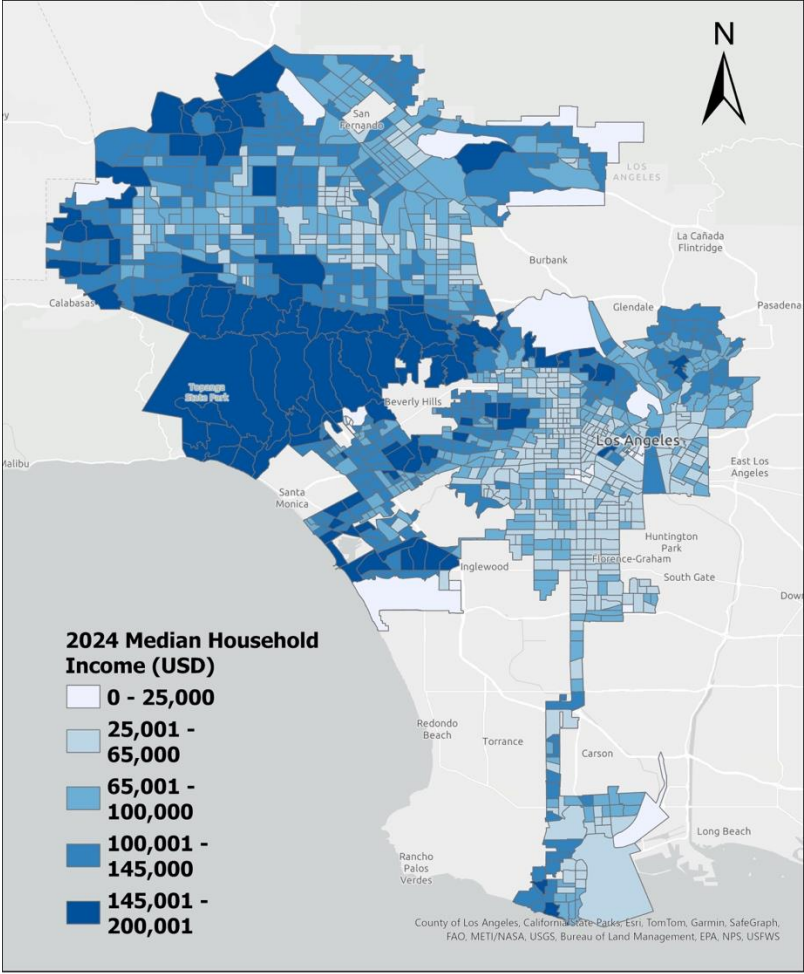 N
San
Fernando
LOS
ANGELES
La Cañada
Flintridge
Burbank
Calabasas
Glendale
Pasadena
Topanga
State Park
Beverly Hills
Los Angeles
Malibu
East Los
Angeles
Santa
Monica
Huntington
Park
Inglewood
Florence-Graham
South Gate
Down
2024 Median Household
Income (USD)
0 - 25,000
25,001 -
65,000
65,001 -
100,000
100,001 -
145,000
145,001 -
200,001
Redondo
Beach
Torrance
Carson
Long Beach
Rancho
Palos
Verdes
County of Los Angeles, California State Parks, Esri, TomTom, Garmin, SafeGraph,
FAO, METI/NASA, USGS, Bureau of Land Management, EPA, NPS, USFWS